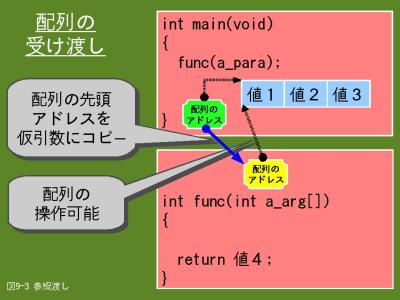 配列の
受け渡し
int main(void)
{
func(a_para);
配列の
アドレス
値1 値2 値3
}
配列の先頭
アドレスを
仮引数にコピー
配列の
アドレス
配列の
操作可能
int func(int a_arg[])
{
return 値4;
}
図9-3 参照渡し